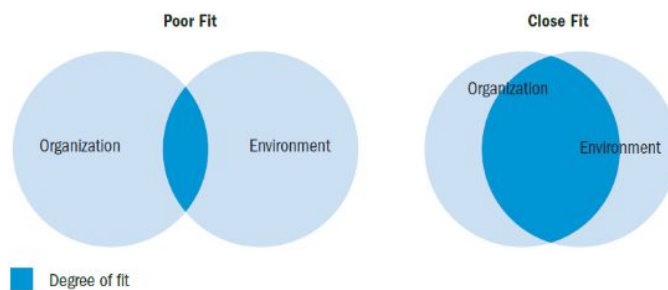 Poor Fit
Close Fit
Organization
Environment
Organization
Environment
Degree of fit